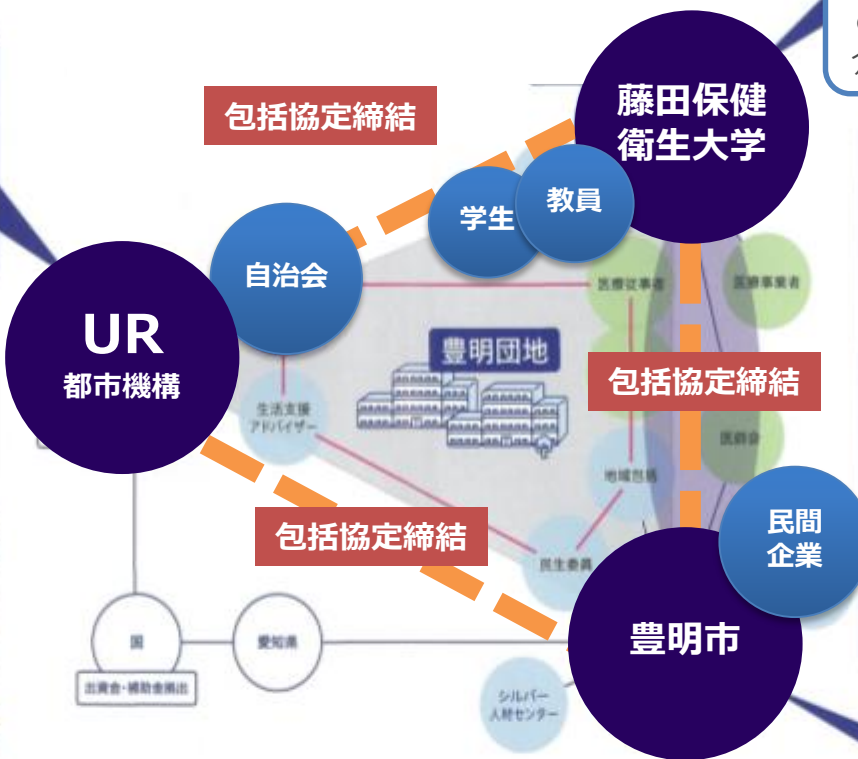 包括協定締結
藤田保健
衛生大学
学生
教員
自治会
医療従事者
医療事業者
UR
都市機構
豊明団地
包括協定締結
生活支援
アドバイザー
医師会
地域包括
包括協定締結
民間
企業
民生委員
国
愛知県
豊明市
出資金・補助金拠出
シルバー
人材センター